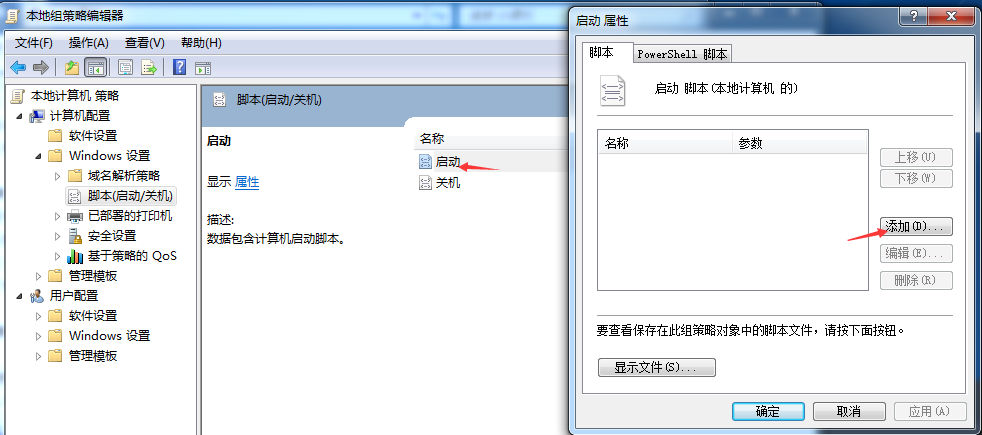 本地组策略编辑器
文件(F) 操作(A) 查看(V) 帮助(H)
本地计算机 策略
计算机配置
软件设置
Windows 设置
域名解析策略
脚本(启动/关机)
已部署的打印机
安全设置
基于策略的 QoS
管理模板
用户配置
软件设置
Windows 设置
管理模板
脚本(启动/关机)
启动
显示 属性
描述:
数据包含计算机启动脚本。
名称
启动
关机
启动 属性
脚本 PowerShell 脚本
启动 脚本(本地计算机 的)
名称 参数
上移(U)
下移(W)
添加(D)...
编辑(E)...
删除(R)
要查看保存在此组策略对象中的脚本文件，请按下面按钮。
显示文件(S)...
确定 取消 应用(A)